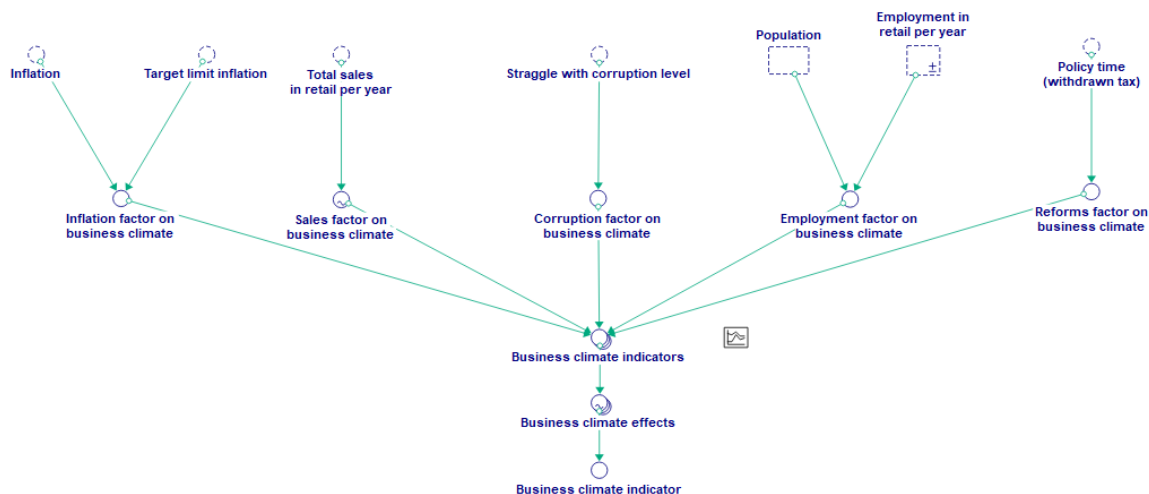 Inflation
Target limit inflation
Total sales
in retail per year
Straggle with corruption level
Population
Employment in
retail per year
±
Policy time
(withdrawn tax)
Inflation factor on
business climate
Sales factor on
business climate
Corruption factor on
business climate
Employment factor on
business climate
Reforms factor on
business climate
Business climate indicators
Business climate effects
Business climate indicator